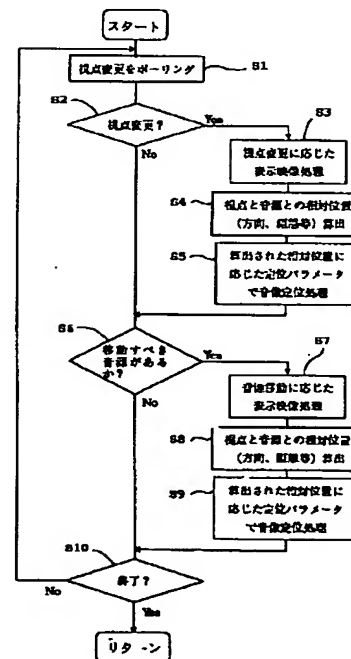 スタート
視点変更をポーリング
S1
S2
視点変更?
Yes
No
S3
視点変更に応じた
表示映像処理
S4
視点と音源との相対位置
(方向、距離等)算出
S5
算出された相対位置に
応じた定位パラメータ
で音像定位処理
S6
移動すべき
音源がある
か?
Yes
No
S7
音源移動に応じた
表示映像処理
S8
視点と音源との相対位置
(方向、距離等)算出
S9
算出された相対位置に
応じた定位パラメータ
で音像定位処理
S10
終了?
No
Yes
リターン